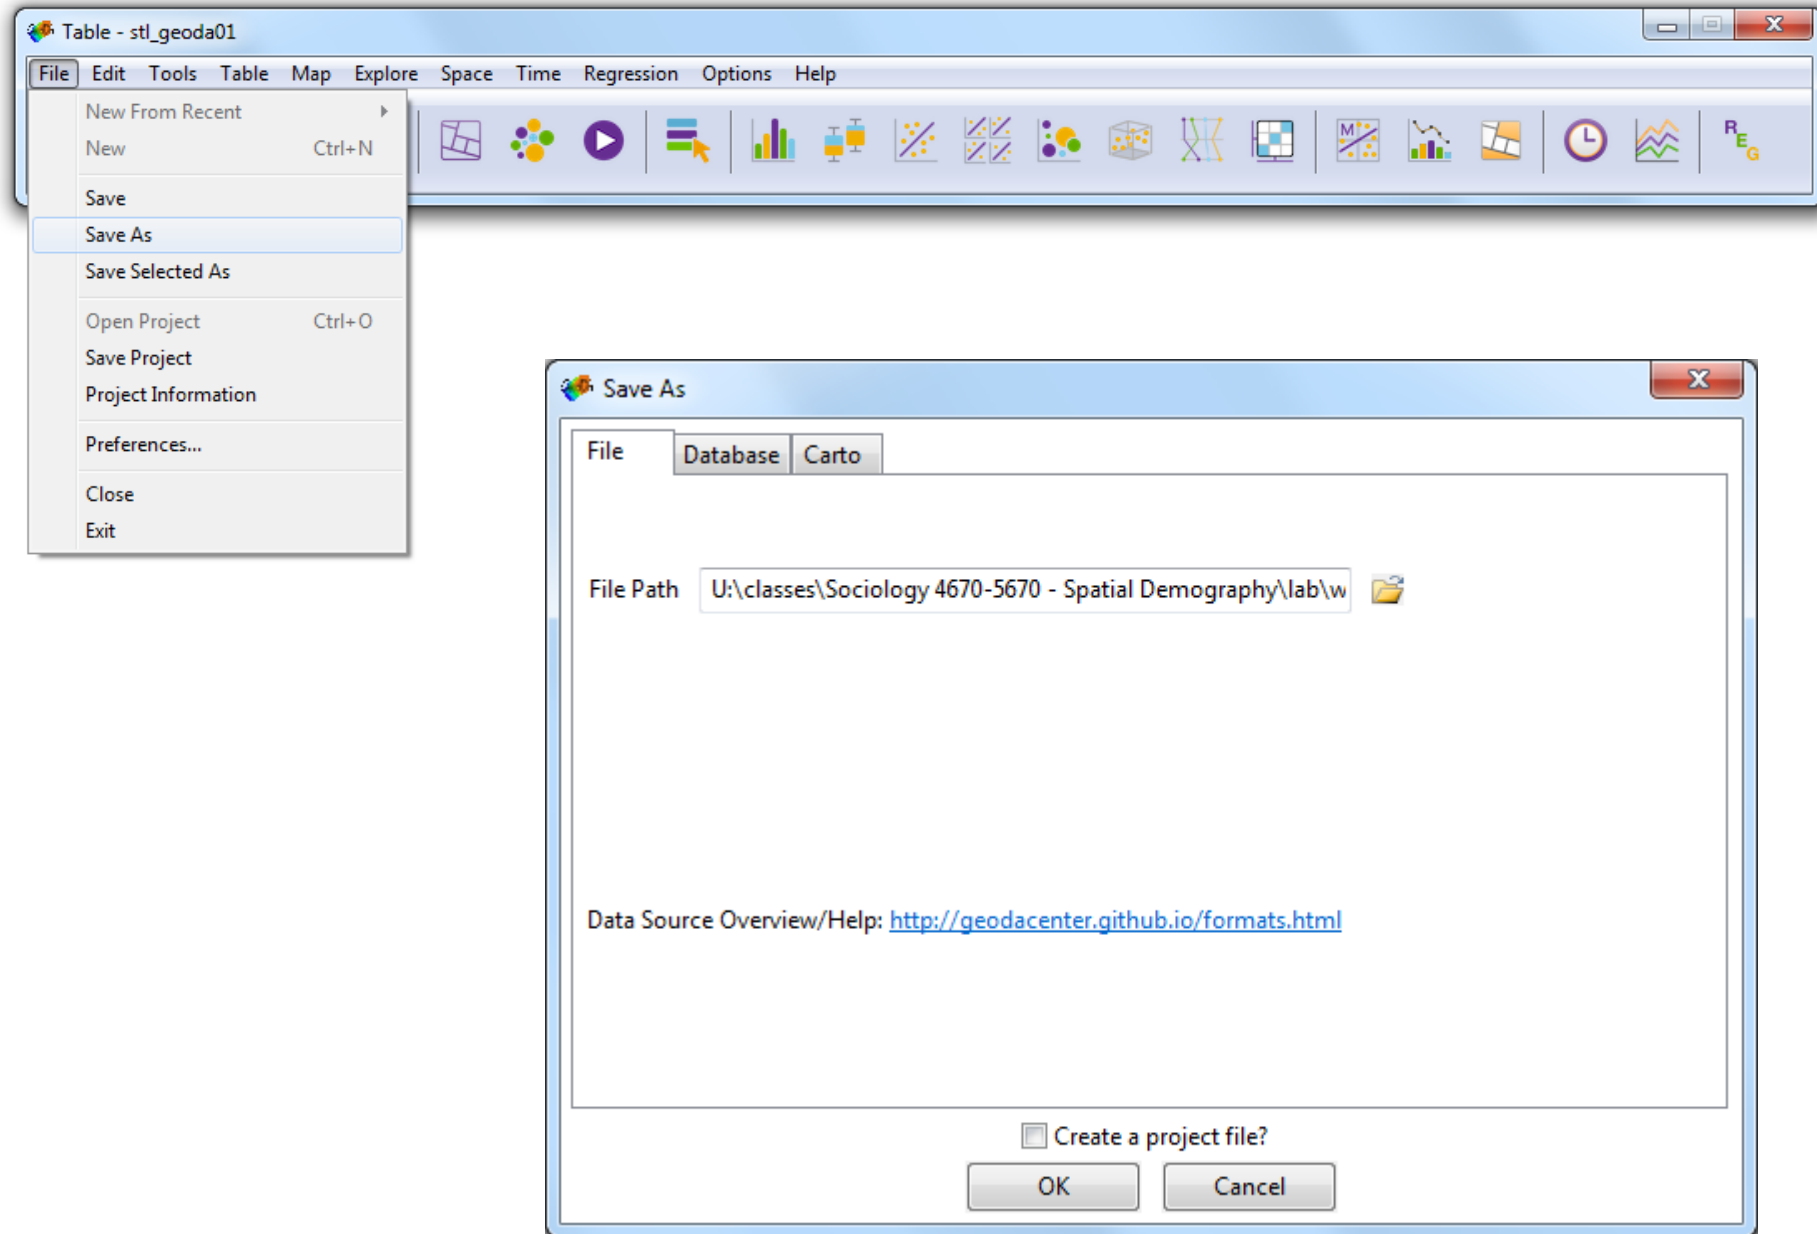 Table - stl_geoda01
File Edit Tools Table Map Explore Space Time Regression Options Help
New From Recent
New Ctrl+N
Save
Save As
Save Selected As
Open Project Ctrl+O
Save Project
Project Information
Preferences...
Close
Exit
M
REG
Save As
File Database Carto
File Path U:\classes\Sociology 4670-5670 - Spatial Demography\lab\w
Data Source Overview/Help: http://geodacenter.github.io/formats.html
Create a project file?
OK Cancel